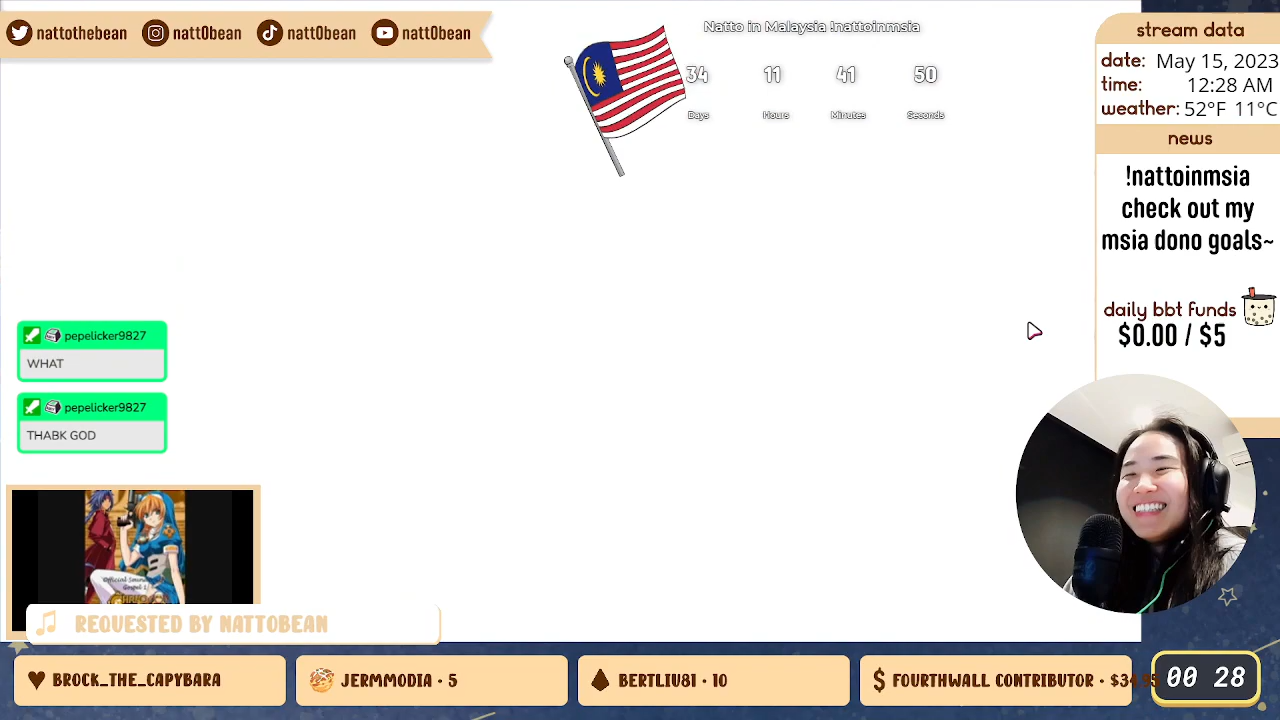 nattothebean
natt0bean
natt0bean
natt0bean
Natto in Malaysia !nattoinmsia
34 11 41 50
Days Hours Minutes Seconds
stream data
date: May 15, 2023
time: 12:28 AM
weather: 52°F 11°C
news
!nattoinmsia
check out my
msia dono goals~
daily bbt funds
$0.00 / $5
pepelicker9827
WHAT
pepelicker9827
THABK GOD
REQUESTED BY NATTOBEAN
BROCK_THE_CAPYBARA
JERMMODIA · 5
BERTLIU81 · 10
FOURTHWALL CONTRIBUTOR ·
00 28